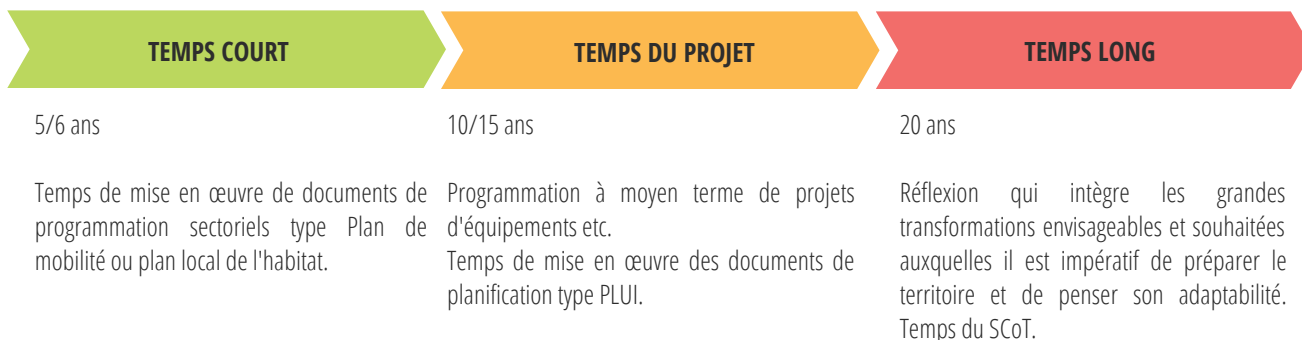 TEMPS COURT
TEMPS DU PROJET
TEMPS LONG
5/6 ans
Temps de mise en œuvre de documents de
programmation sectoriels type Plan de
mobilité ou plan local de l'habitat.
10/15 ans
Programmation à moyen terme de projets
d'équipements etc.
Temps de mise en œuvre des documents de
planification type PLUI.
20 ans
Réflexion qui intègre les grandes
transformations envisageables et souhaitées
auxquelles il est impératif de préparer le
territoire et de penser son adaptabilité.
Temps du SCoT.